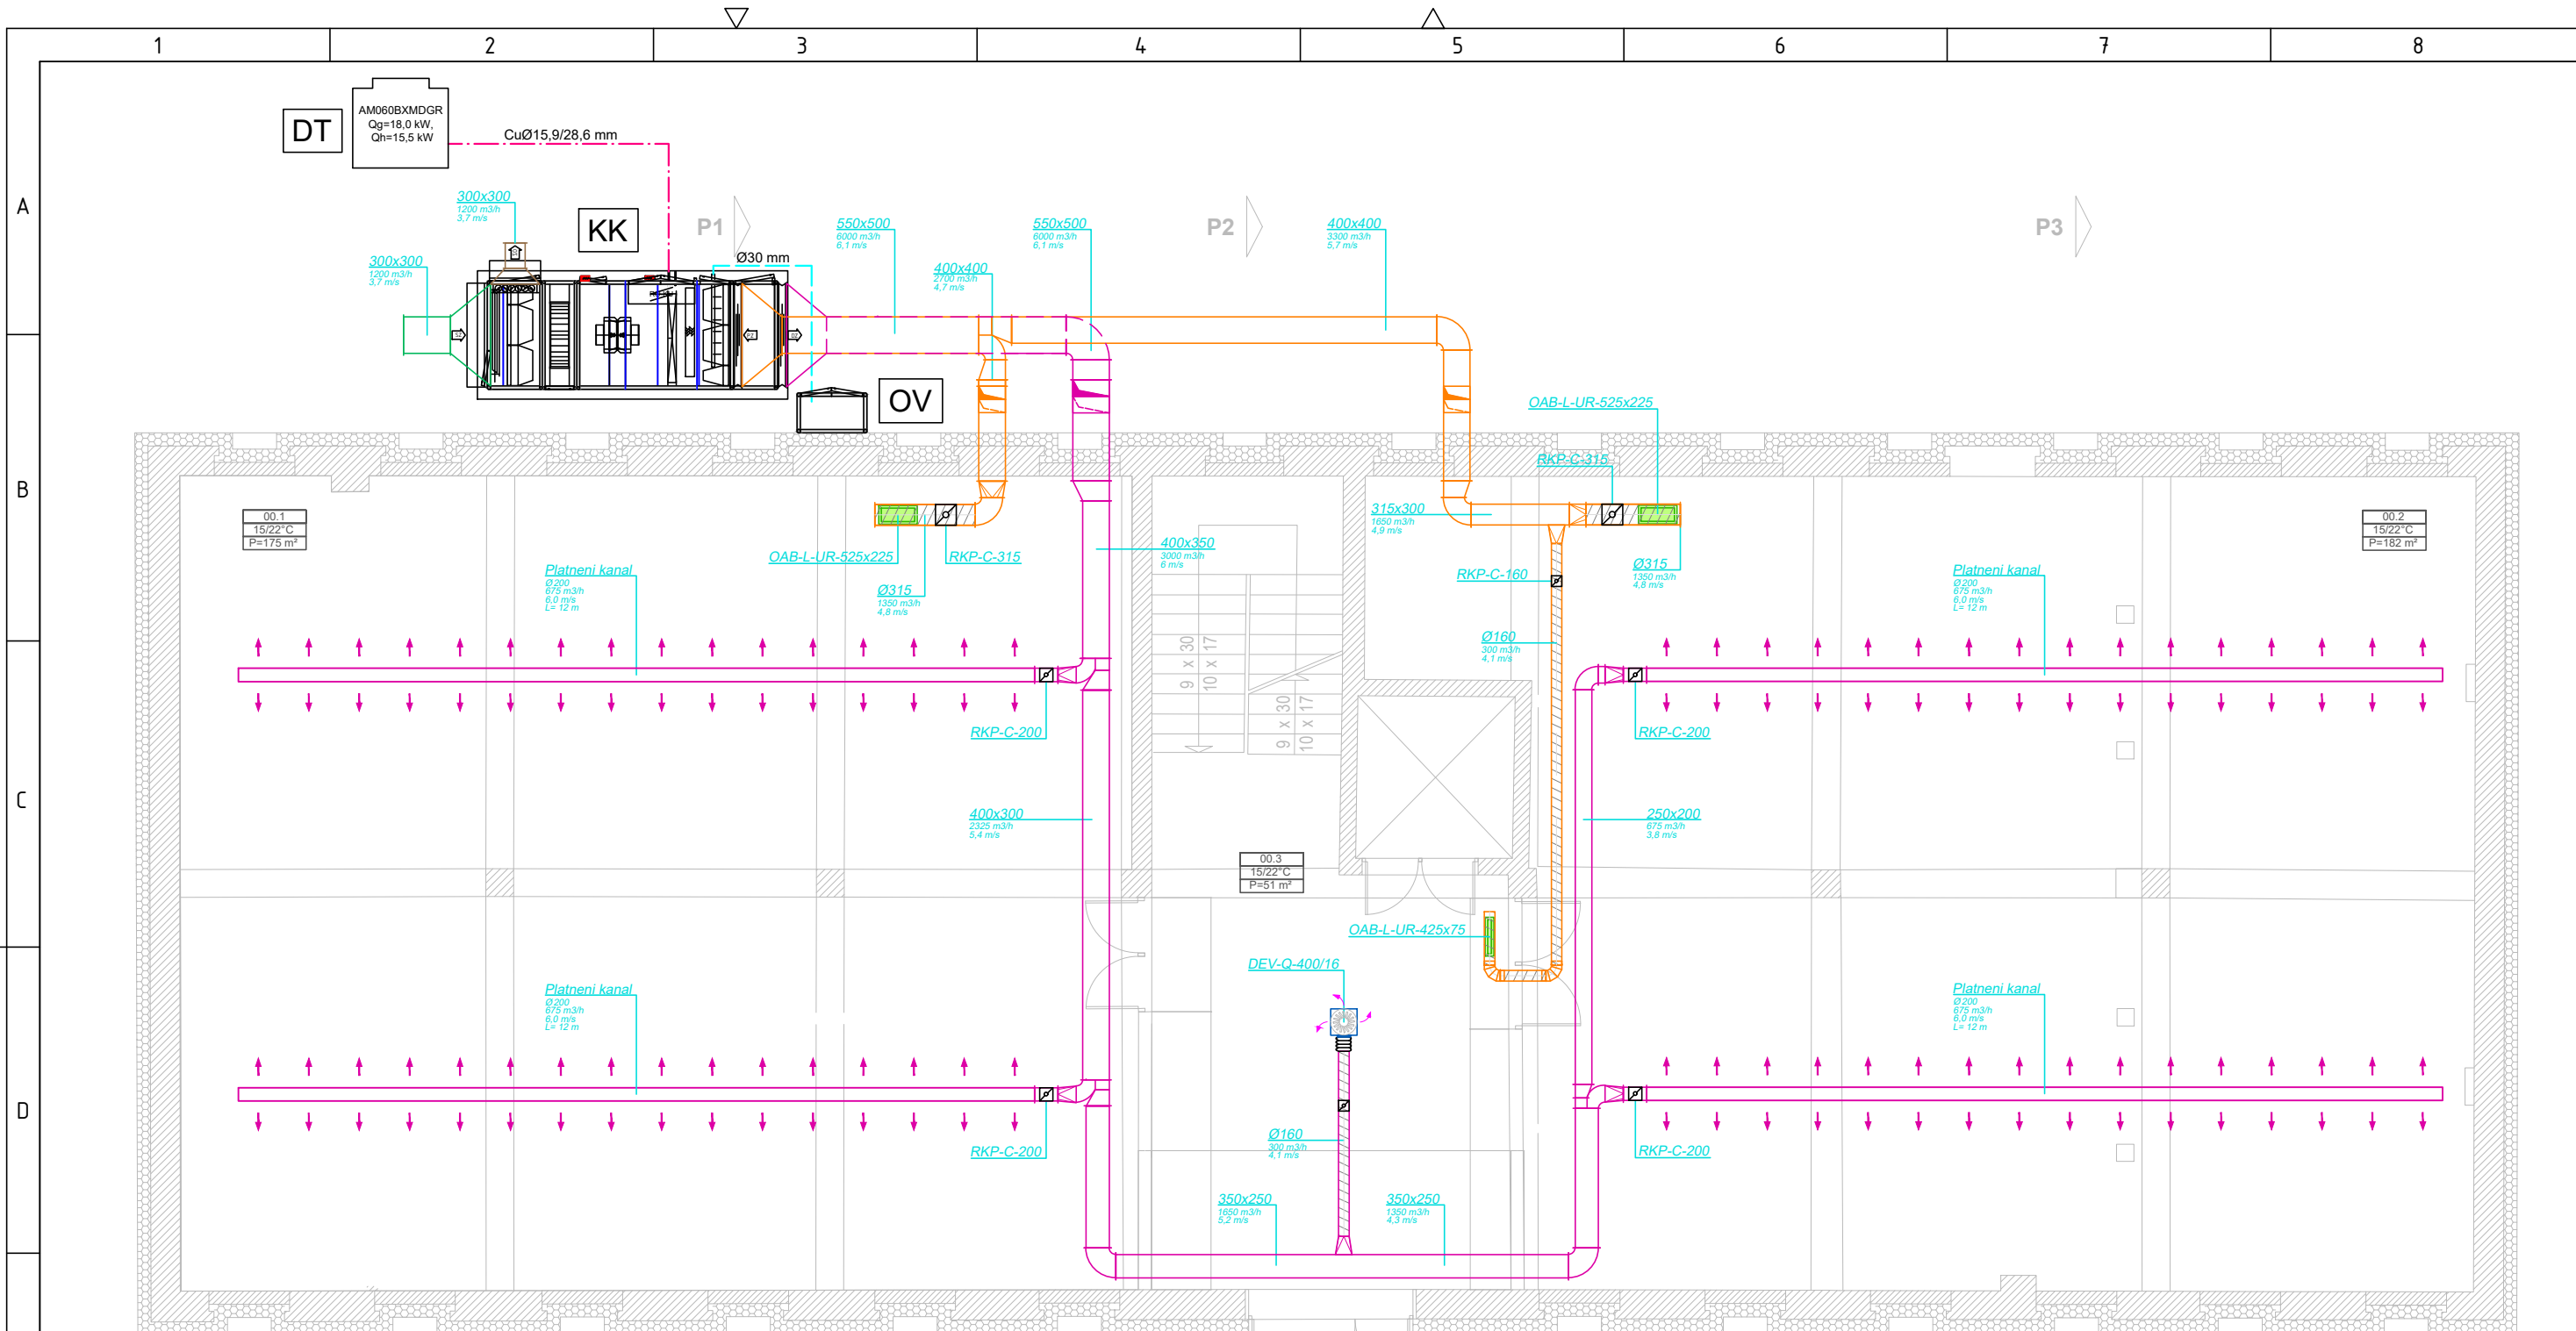 1
2
3
4
5
6
7
8
A
B
C
D
DT
AM060BXMDGR
Qg=18,0 kW,
Qh=15,5 kW
CuØ15,9/28,6 mm
300x300
1200 m3/h
3,7 m/s
KK
300x300
1200 m3/h
3,7 m/s
P1
Ø30 mm
550x500
6000 m3/h
6,1 m/s
400x400
2700 m3/h
4,7 m/s
550x500
6000 m3/h
6,1 m/s
P2
400x400
3300 m3/h
5,7 m/s
P3
OV
OAB-L-UR-525x225
RKP-C-315
00.1
15/22°C
P=175 m²
OAB-L-UR-525x225
RKP-C-315
Ø315
1350 m3/h
4,8 m/s
400x350
3000 m3/h
6 m/s
315x300
1650 m3/h
4,9 m/s
RKP-C-160
Ø315
1350 m3/h
4,8 m/s
00.2
15/22°C
P=182 m²
Platneni kanal
Ø200
675 m3/h
6,0 m/s
L= 12 m
Platneni kanal
Ø200
675 m3/h
6,0 m/s
L= 12 m
9 x 30
10 x 17
9 x 30
10 x 17
Ø160
300 m3/h
4,1 m/s
RKP-C-200
RKP-C-200
400x300
2325 m3/h
5,4 m/s
250x200
675 m3/h
3,8 m/s
00.3
15/22°C
P=51 m²
OAB-L-UR-425x75
DEV-Q-400/16
Platneni kanal
Ø200
675 m3/h
6,0 m/s
L= 12 m
Platneni kanal
Ø200
675 m3/h
6,0 m/s
L= 12 m
RKP-C-200
Ø160
300 m3/h
4,1 m/s
RKP-C-200
350x250
1650 m3/h
5,2 m/s
350x250
1350 m3/h
4,3 m/s